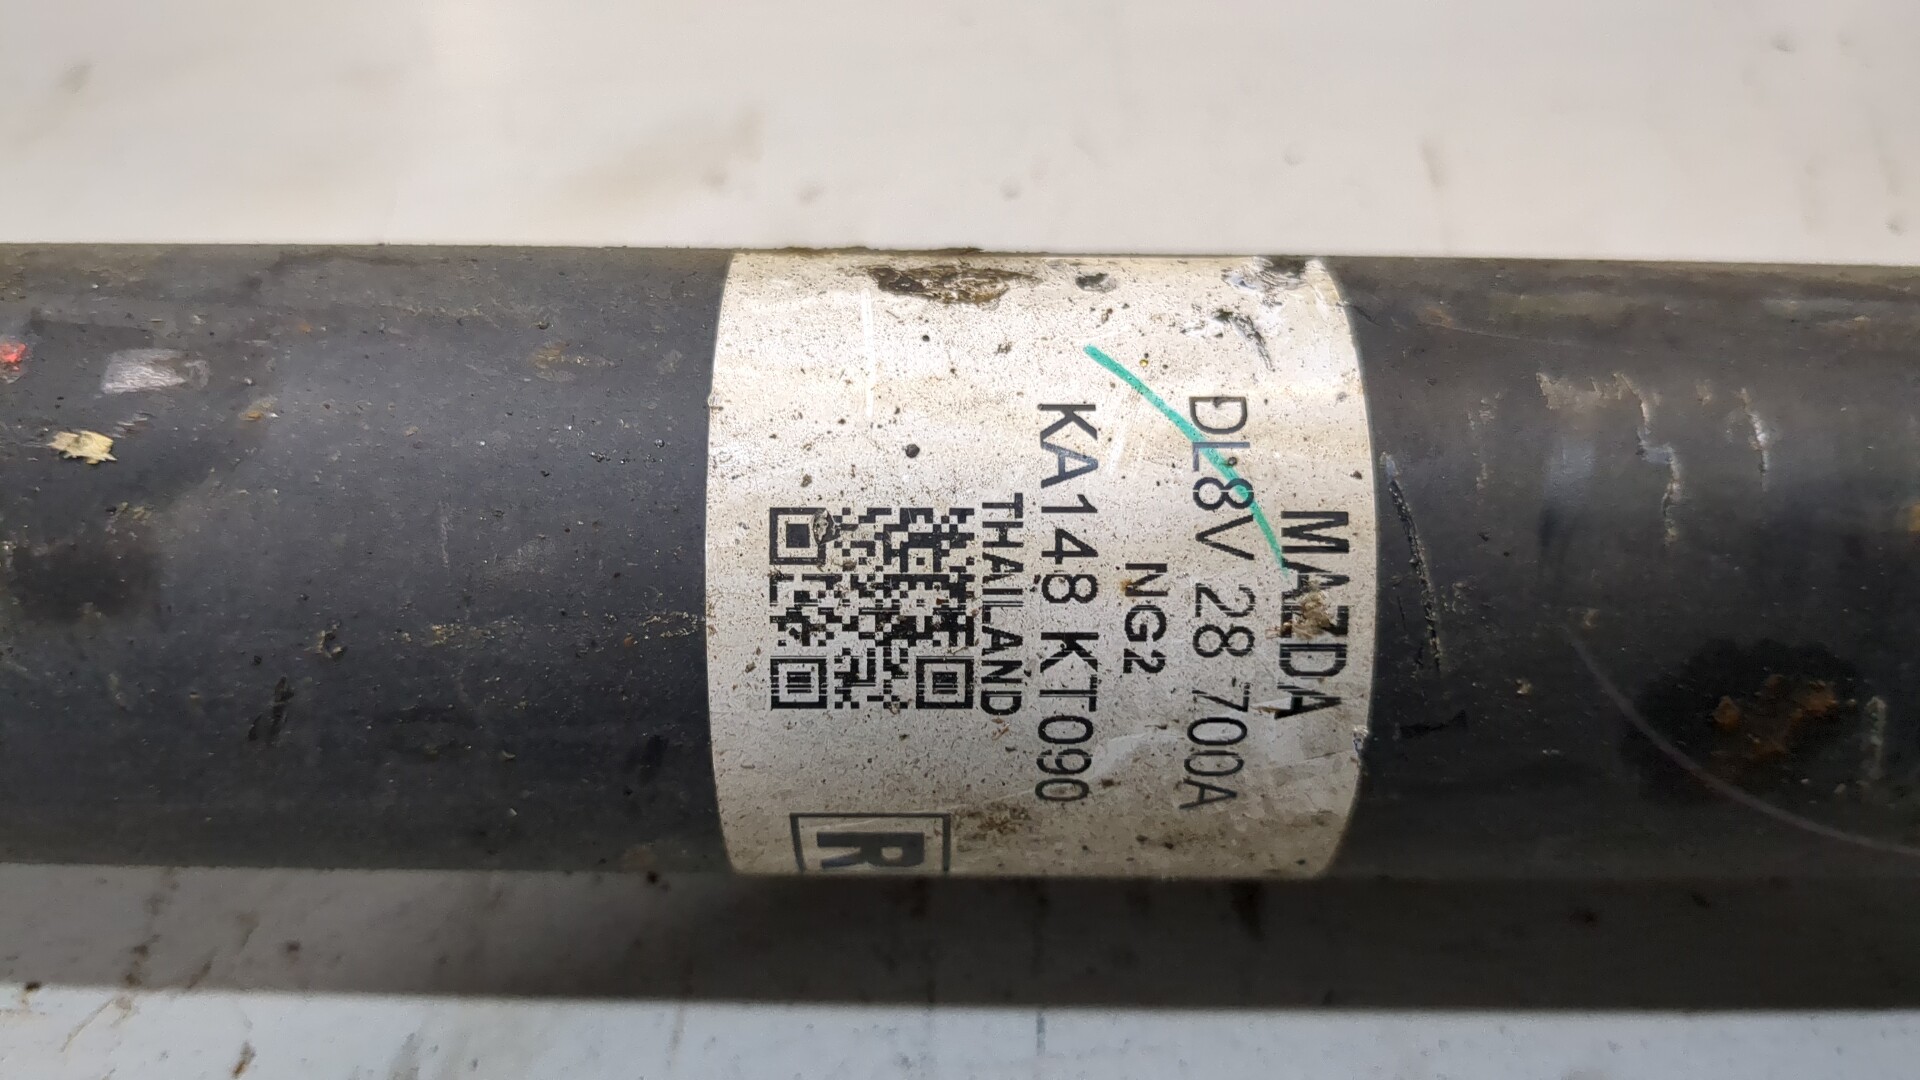 MAZDA
DL8V 28 700A
NG2
KA148 KT090
THAILAND
R